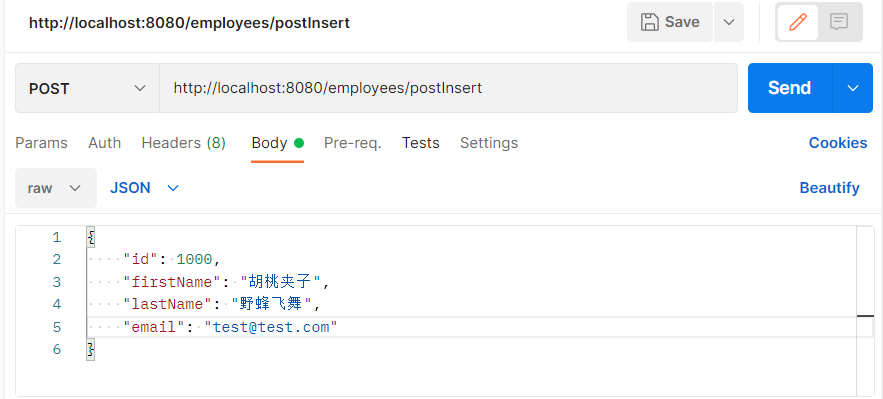 http://localhost:8080/employees/postInsert Save
POST http://localhost:8080/employees/postInsert Send
Params Auth Headers (8) Body Pre-req. Tests Settings Cookies
raw JSON Beautify
1 {
2 "id": 1000,
3 "firstName": "胡桃夹子",
4 "lastName": "野蜂飞舞",
5 "email": "test@test.com"
6 }